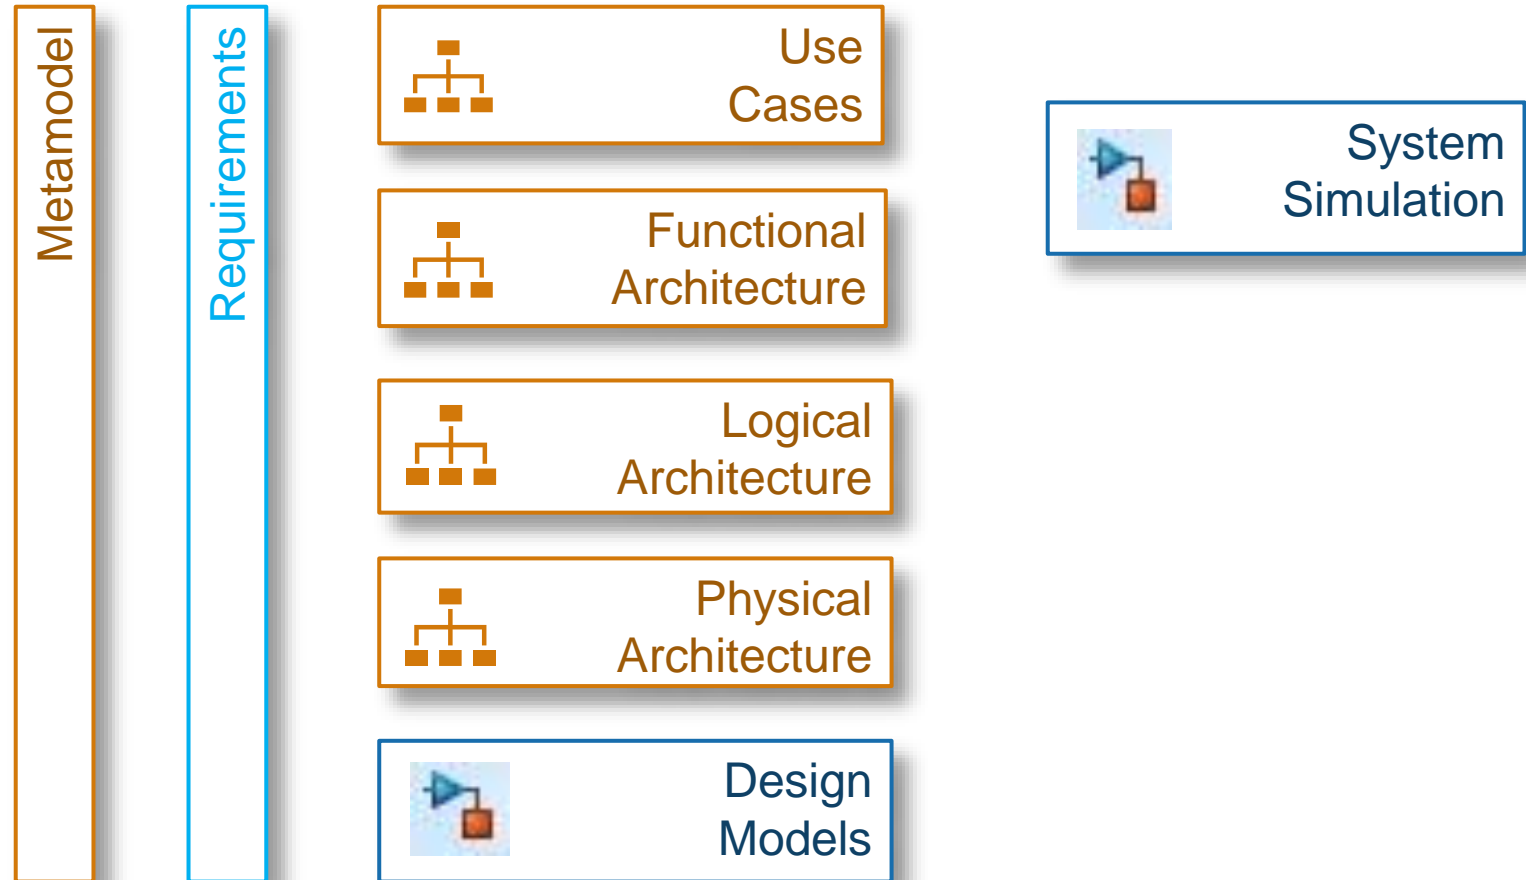 Metamodel
Requirements
Use
Cases
Functional
Architecture
Logical
Architecture
Physical
Architecture
Design
Models
System
Simulation